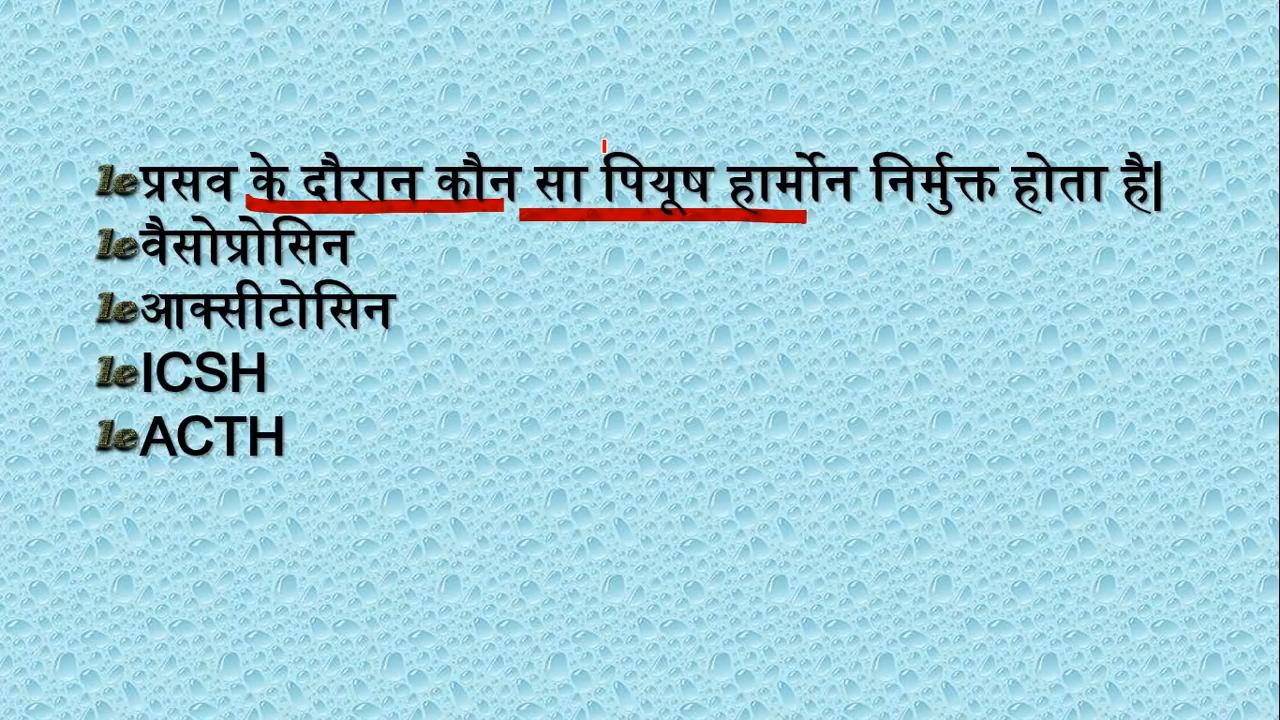 प्रसव के दौरान कौन सा पियूष हार्मोन निर्मुक्त होता है|
वैसोप्रोसिन
आक्सीटोसिन
ICSH
ACTH